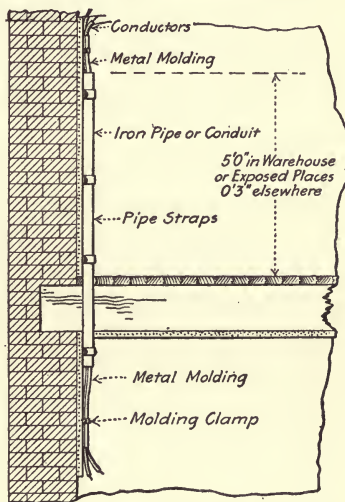 Conductors
Metal Molding
Iron Pipe or Conduit
5'0" in Warehouse
or Exposed Places
0'3" elsewhere
Pipe Straps
Metal Molding
Molding Clamp